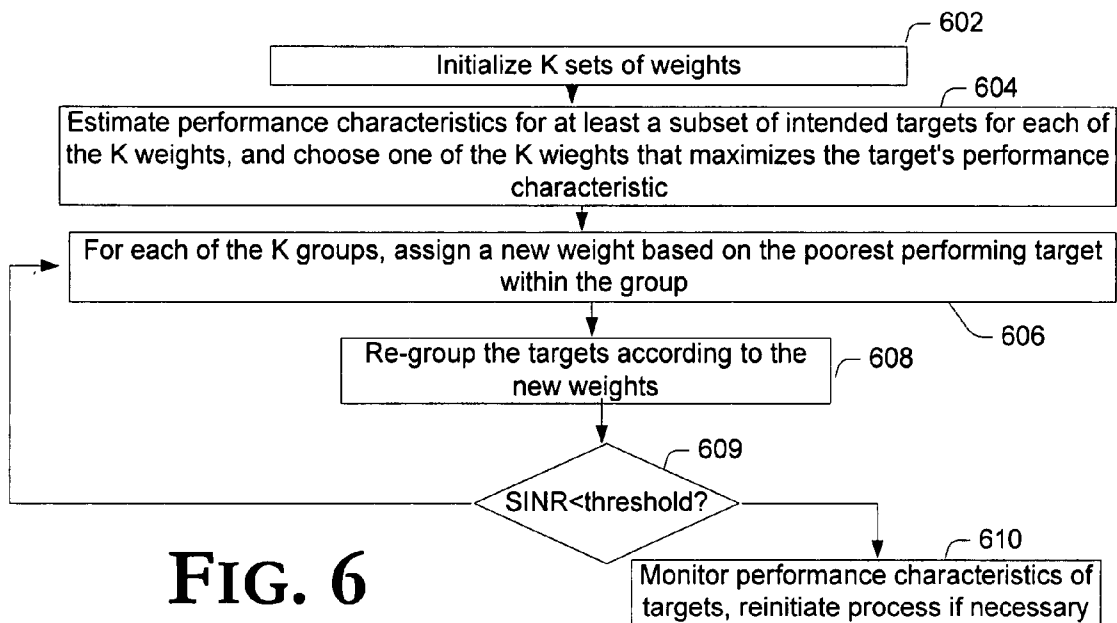 602
Initialize K sets of weights
604
Estimate performance characteristics for at least a subset of intended targets for each of
the K weights, and choose one of the K wieghts that maximizes the target's performance
characteristic
For each of the K groups, assign a new weight based on the poorest performing target
within the group
606
Re-group the targets according to the
new weights
608
609
SINR<threshold?
610
Monitor performance characteristics of
targets, reinitiate process if necessary
FIG. 6